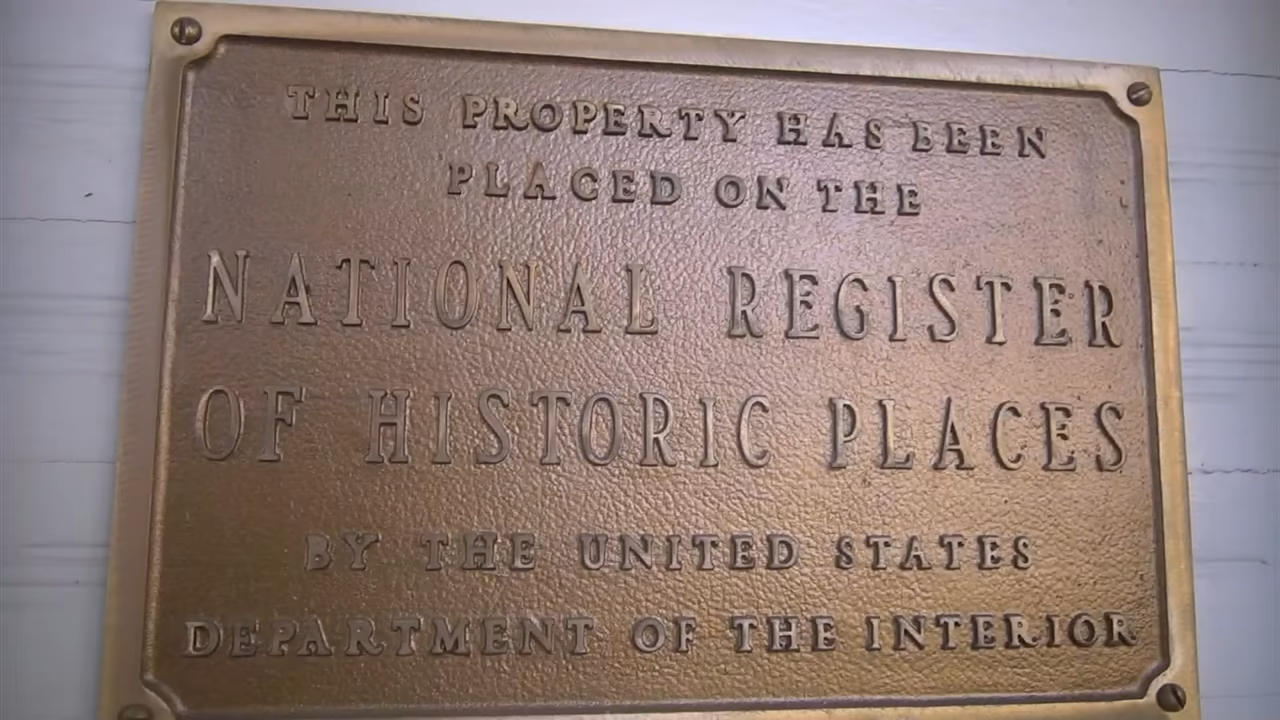 THIS PROPERTY HAS BEEN
PLACED ON THE
NATIONAL REGISTER
OF HISTORIC PLACES
BY THE UNITED STATES
DEPARTMENT OF THE INTERIOR